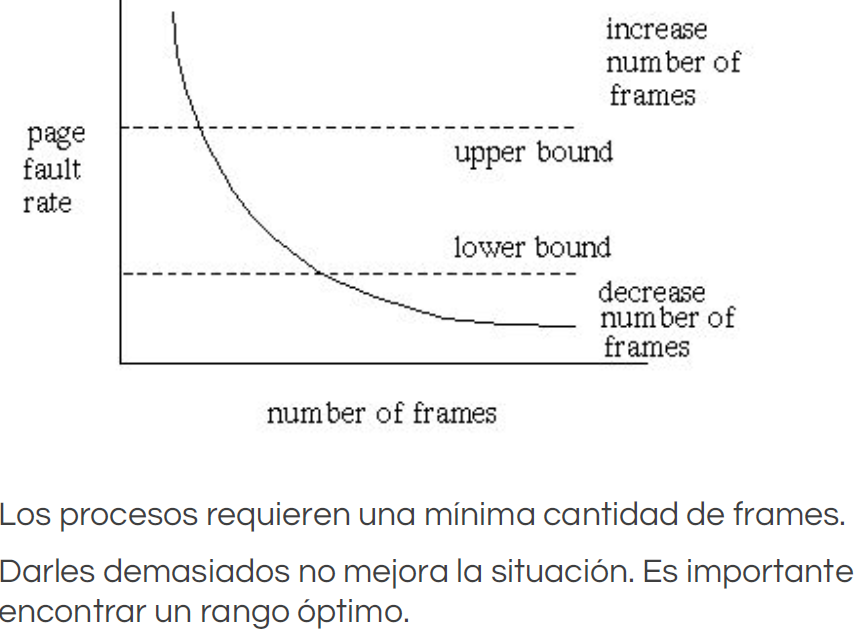 increase
number of
frames
page
fault
rate
upper bound
lower bound
decrease
number of
frames
number of frames
Los procesos requieren una mínima cantidad de frames.
Darles demasiados no mejora la situación. Es importante
encontrar un rango óptimo.